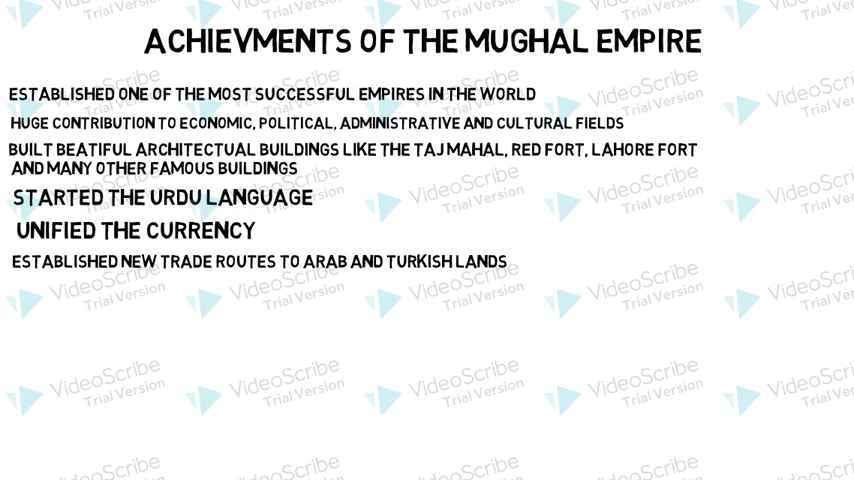 ACHIEVMENTS OF THE MUGHAL EMPIRE
ESTABLISHED ONE OF THE MOST SUCCESSFUL EMPIRES IN THE WORLD
HUGE CONTRIBUTION TO ECONOMIC, POLITICAL, ADMINISTRATIVE AND CULTURAL FIELDS
BUILT BEATIFUL ARCHITECTUAL BUILDINGS LIKE THE TAJ MAHAL, RED FORT, LAHORE FORT
AND MANY OTHER FAMOUS BUILDINGS
STARTED THE URDU LANGUAGE
UNIFIED THE CURRENCY
ESTABLISHED NEW TRADE ROUTES TO ARAB AND TURKISH LANDS
VideoScribe
Trial Version